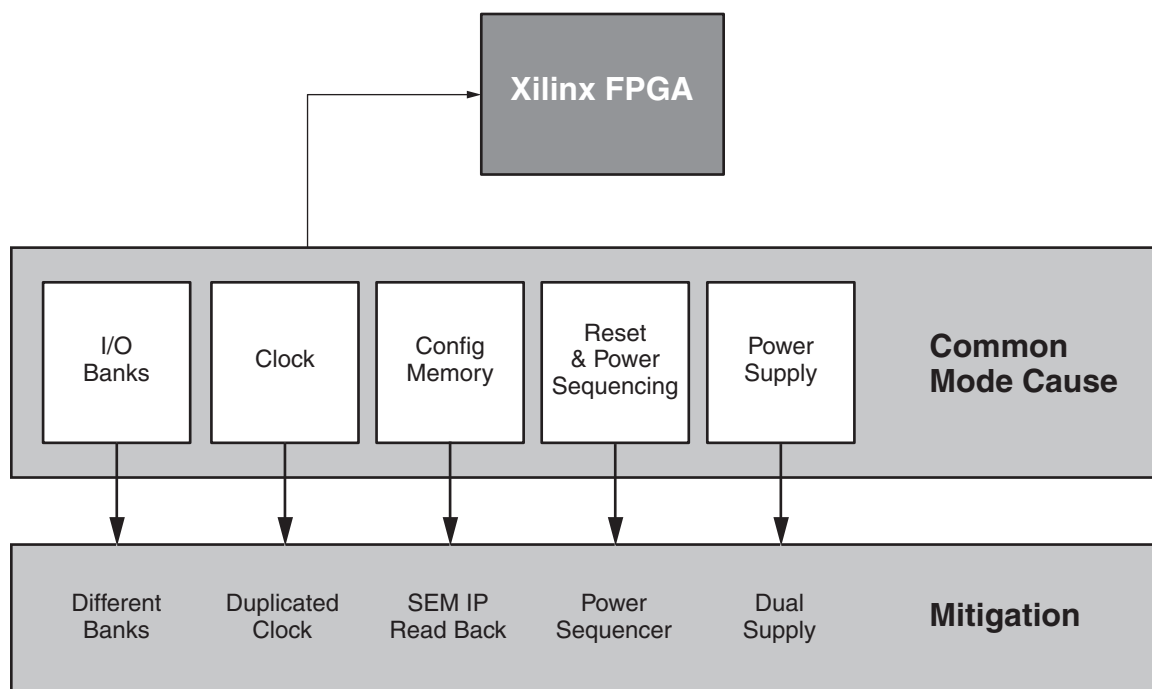 Xilinx FPGA
I/O
Banks
Clock
Config
Memory
Reset
& Power
Sequencing
Power
Supply
Common
Mode Cause
Different
Banks
Duplicated
Clock
SEM IP
Read Back
Power
Sequencer
Dual
Supply
Mitigation